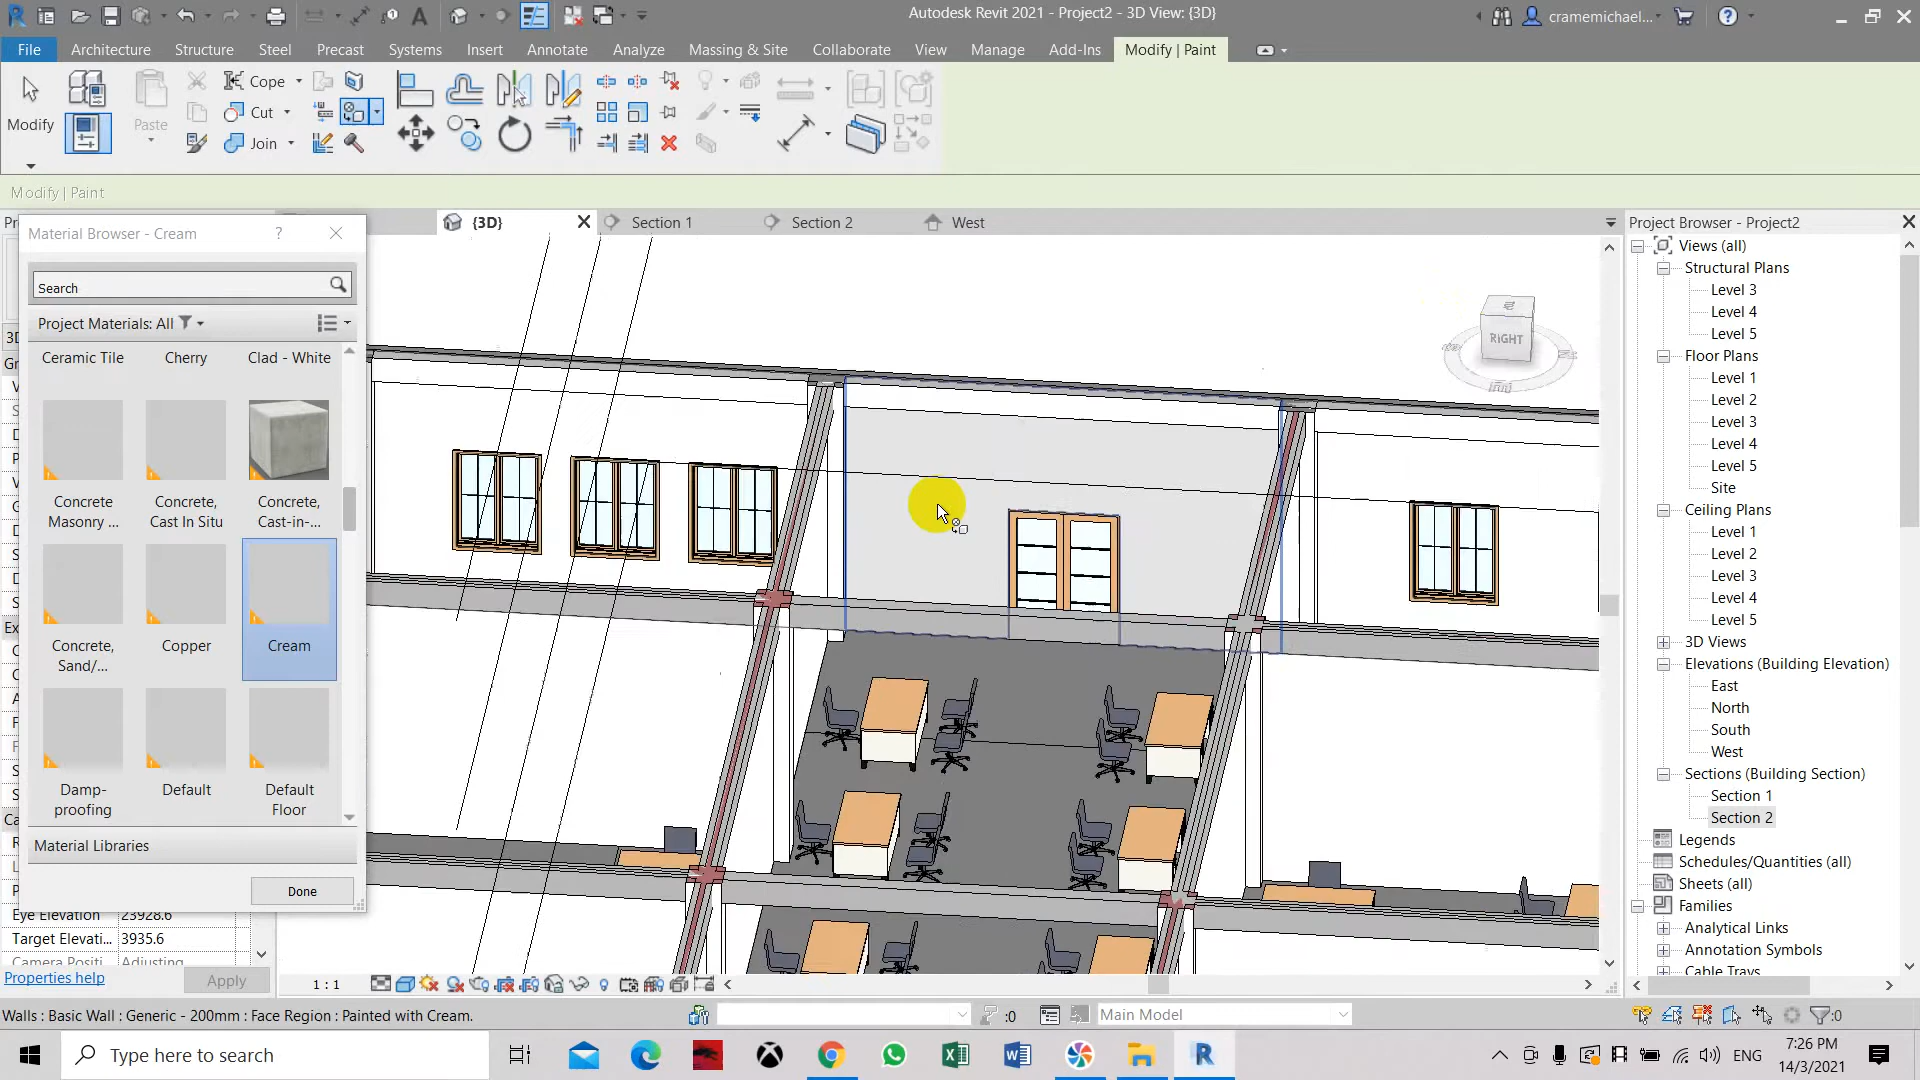 Autodesk Revit 2021 - Project2 - 3D View: {3D}
cramemichael...
File
Architecture
Structure
Steel
Precast
Systems
Insert
Annotate
Analyze
Massing & Site
Collaborate
View
Manage
Add-Ins
Modify | Paint
Modify
Paste
Cope
Cut
Join
Modify | Paint
{3D}
Section 1
Section 2
West
Material Browser - Cream
?
Search
Project Materials: All
Ceramic Tile
Cherry
Clad - White
Concrete Masonry ...
Concrete, Cast In Situ
Concrete, Cast-in-...
Concrete, Sand/...
Copper
Cream
Damp-proofing
Default
Default Floor
Material Libraries
Done
Eye Elevation
23928.6
Target Elevati...
3935.6
Camera Positi
Adjusting
Properties help
Apply
RIGHT
Project Browser - Project2
Views (all)
Structural Plans
Level 3
Level 4
Level 5
Floor Plans
Level 1
Level 2
Level 3
Level 4
Level 5
Site
Ceiling Plans
Level 1
Level 2
Level 3
Level 4
Level 5
3D Views
Elevations (Building Elevation)
East
North
South
West
Sections (Building Section)
Section 1
Section 2
Legends
Schedules/Quantities (all)
Sheets (all)
Families
Analytical Links
Annotation Symbols
Cable Trays
1 : 1
Walls : Basic Wall : Generic - 200mm : Face Region : Painted with Cream.
:0
Main Model
:0
Type here to search
ENG
7:26 PM
14/3/2021